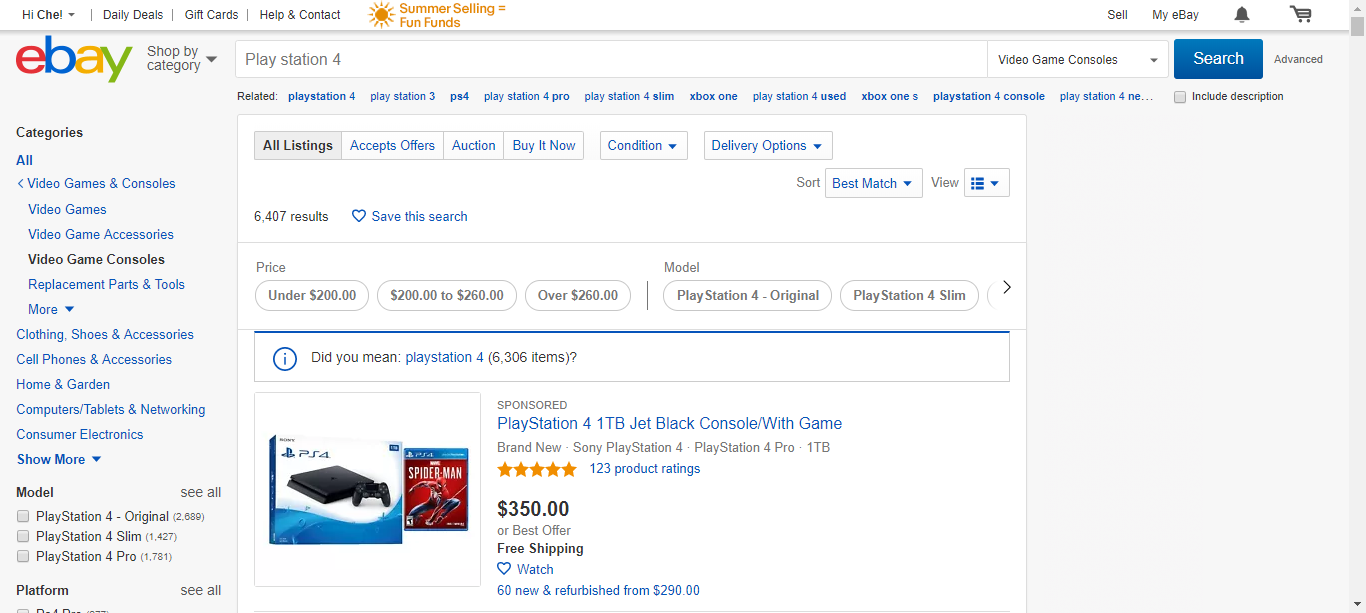 Hi Che!
Daily Deals
Gift Cards
Help & Contact
Summer Selling =
Fun Funds
Sell
My eBay
ebay
Shop by
category
Play station 4
Video Game Consoles
Search
Advanced
Related: playstation 4 play station 3 ps4 play station 4 pro play station 4 slim xbox one play station 4 used xbox one s playstation 4 console play station 4 ne…
Include description
Categories
All
Video Games & Consoles
Video Games
Video Game Accessories
Video Game Consoles
Replacement Parts & Tools
More
Clothing, Shoes & Accessories
Cell Phones & Accessories
Home & Garden
Computers/Tablets & Networking
Consumer Electronics
Show More
Model see all
PlayStation 4 - Original (2,689)
PlayStation 4 Slim (1,427)
PlayStation 4 Pro (1,781)
Platform see all
All Listings Accepts Offers Auction Buy It Now Condition Delivery Options
Sort Best Match View
6,407 results Save this search
Price
Under $200.00 $200.00 to $260.00 Over $260.00
Model
PlayStation 4 - Original PlayStation 4 Slim
Did you mean: playstation 4 (6,306 items)?
SONY
PS4
1TB
PS4
MARVEL
SPIDER-MAN
SPONSORED
PlayStation 4 1TB Jet Black Console/With Game
Brand New · Sony PlayStation 4 · PlayStation 4 Pro · 1TB
123 product ratings
$350.00
or Best Offer
Free Shipping
Watch
60 new & refurbished from $290.00